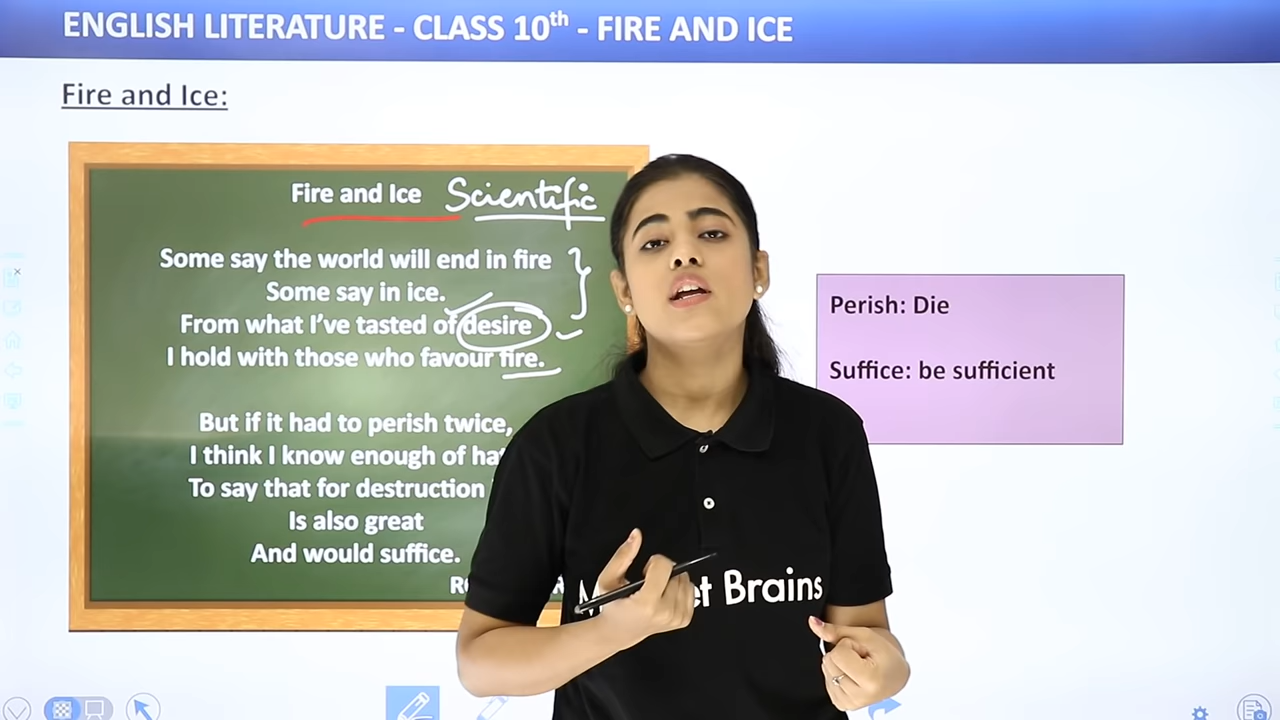 ENGLISH LITERATURE - CLASS 10th - FIRE AND ICE
Fire and Ice:
Fire and Ice Scientific
Some say the world will end in fire
Some say in ice.
From what I've tasted of desire
I hold with those who favour fire.
But if it had to perish twice,
I think I know enough of
To say that for destruction
Is also great
And would suffice.
Perish: Die
Suffice: be sufficient
Brains